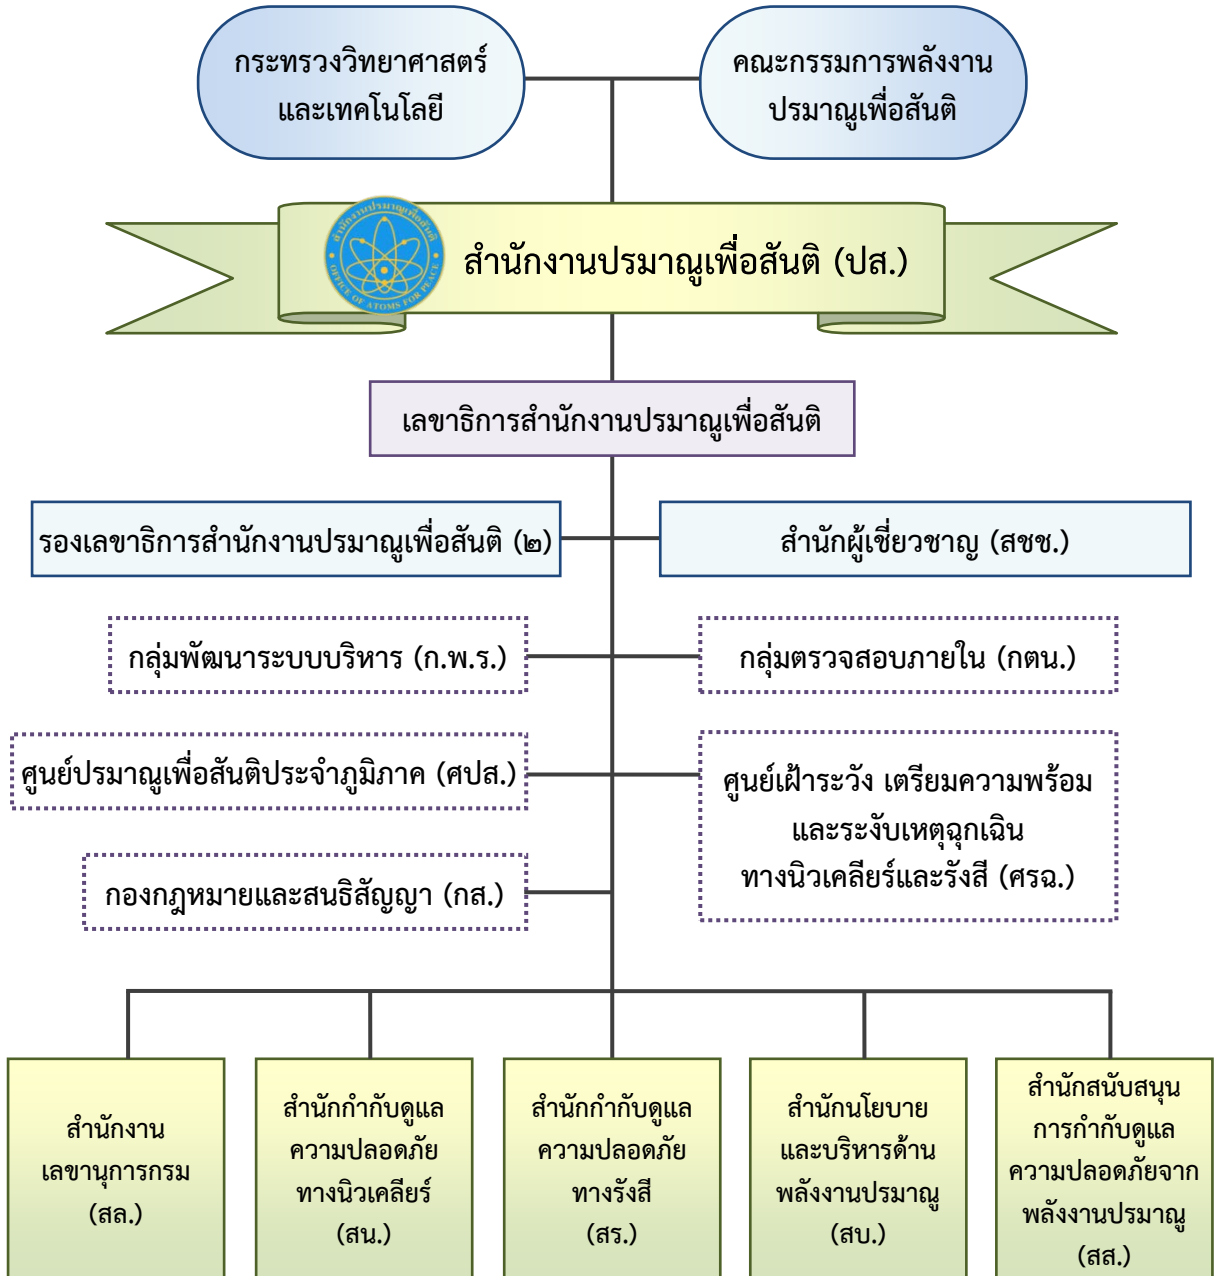 กระทรวงวิทยาศาสตร์
และเทคโนโลยี
คณะกรรมการพลังงาน
ปรมาณูเพื่อสันติ
สำนักงานปรมาณูเพื่อสันติ
OFFICE OF ATOMS FOR PEACE
สำนักงานปรมาณูเพื่อสันติ (ปส.)
เลขาธิการสำนักงานปรมาณูเพื่อสันติ
รองเลขาธิการสำนักงานปรมาณูเพื่อสันติ (๒)
สำนักผู้เชี่ยวชาญ (สชช.)
กลุ่มพัฒนาระบบบริหาร (ก.พ.ร.)
กลุ่มตรวจสอบภายใน (กตน.)
ศูนย์ปรมาณูเพื่อสันติประจำภูมิภาค (ศปส.)
ศูนย์เฝ้าระวัง เตรียมความพร้อม
และระงับเหตุฉุกเฉิน
ทางนิวเคลียร์และรังสี (ศรฉ.)
กองกฎหมายและสนธิสัญญา (กส.)
สำนักงาน
เลขานุการกรม
(สล.)
สำนักกำกับดูแล
ความปลอดภัย
ทางนิวเคลียร์
(สน.)
สำนักกำกับดูแล
ความปลอดภัย
ทางรังสี
(สร.)
สำนักนโยบาย
และบริหารด้าน
พลังงานปรมาณู
(สบ.)
สำนักสนับสนุน
การกำกับดูแล
ความปลอดภัยจาก
พลังงานปรมาณู
(สส.)